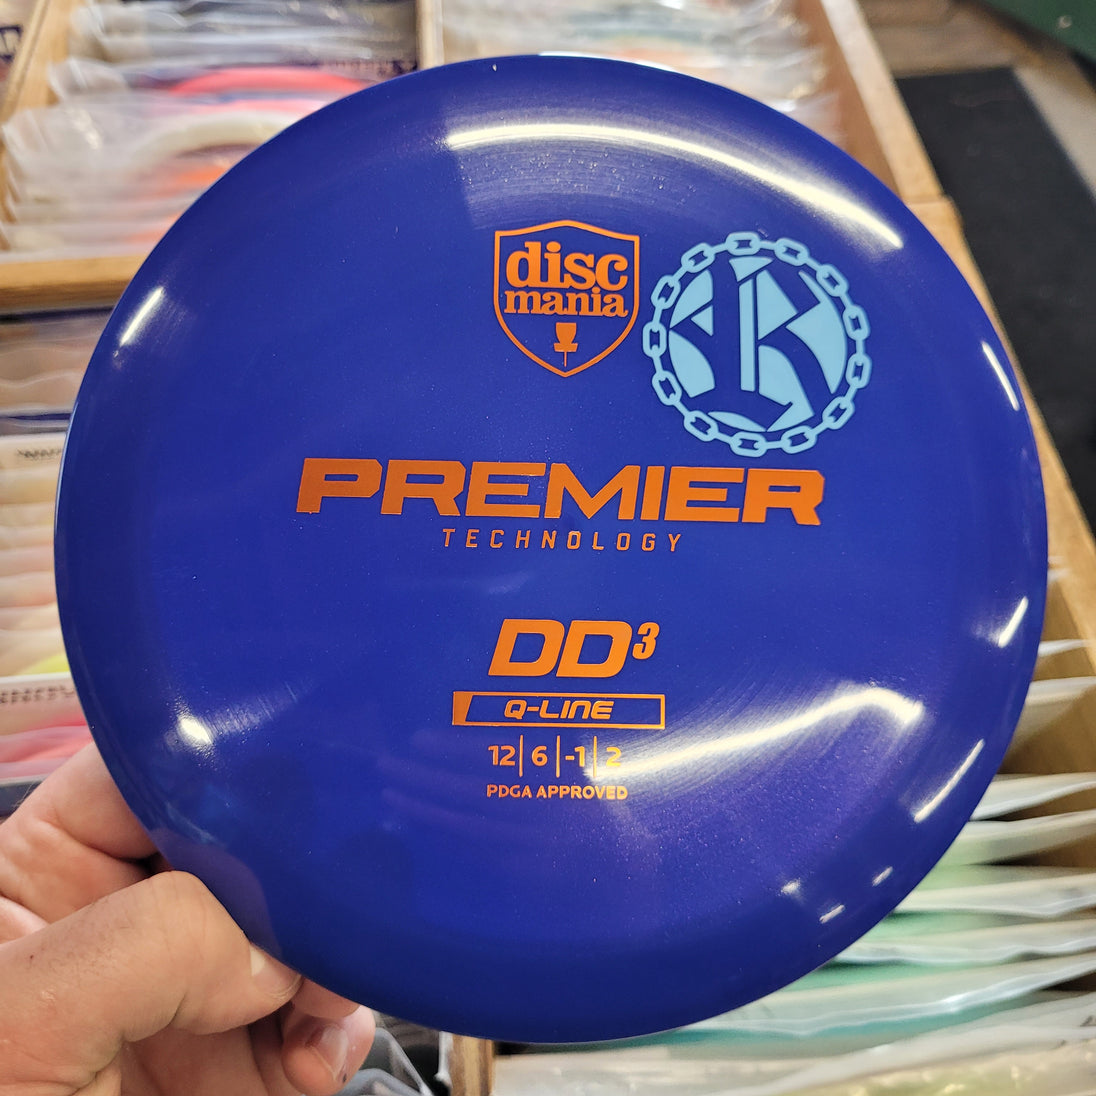 disc
mania
K
PREMIER
TECHNOLOGY
DD³
Q-LINE
12 | 6 | -1 | 2
PDGA APPROVED